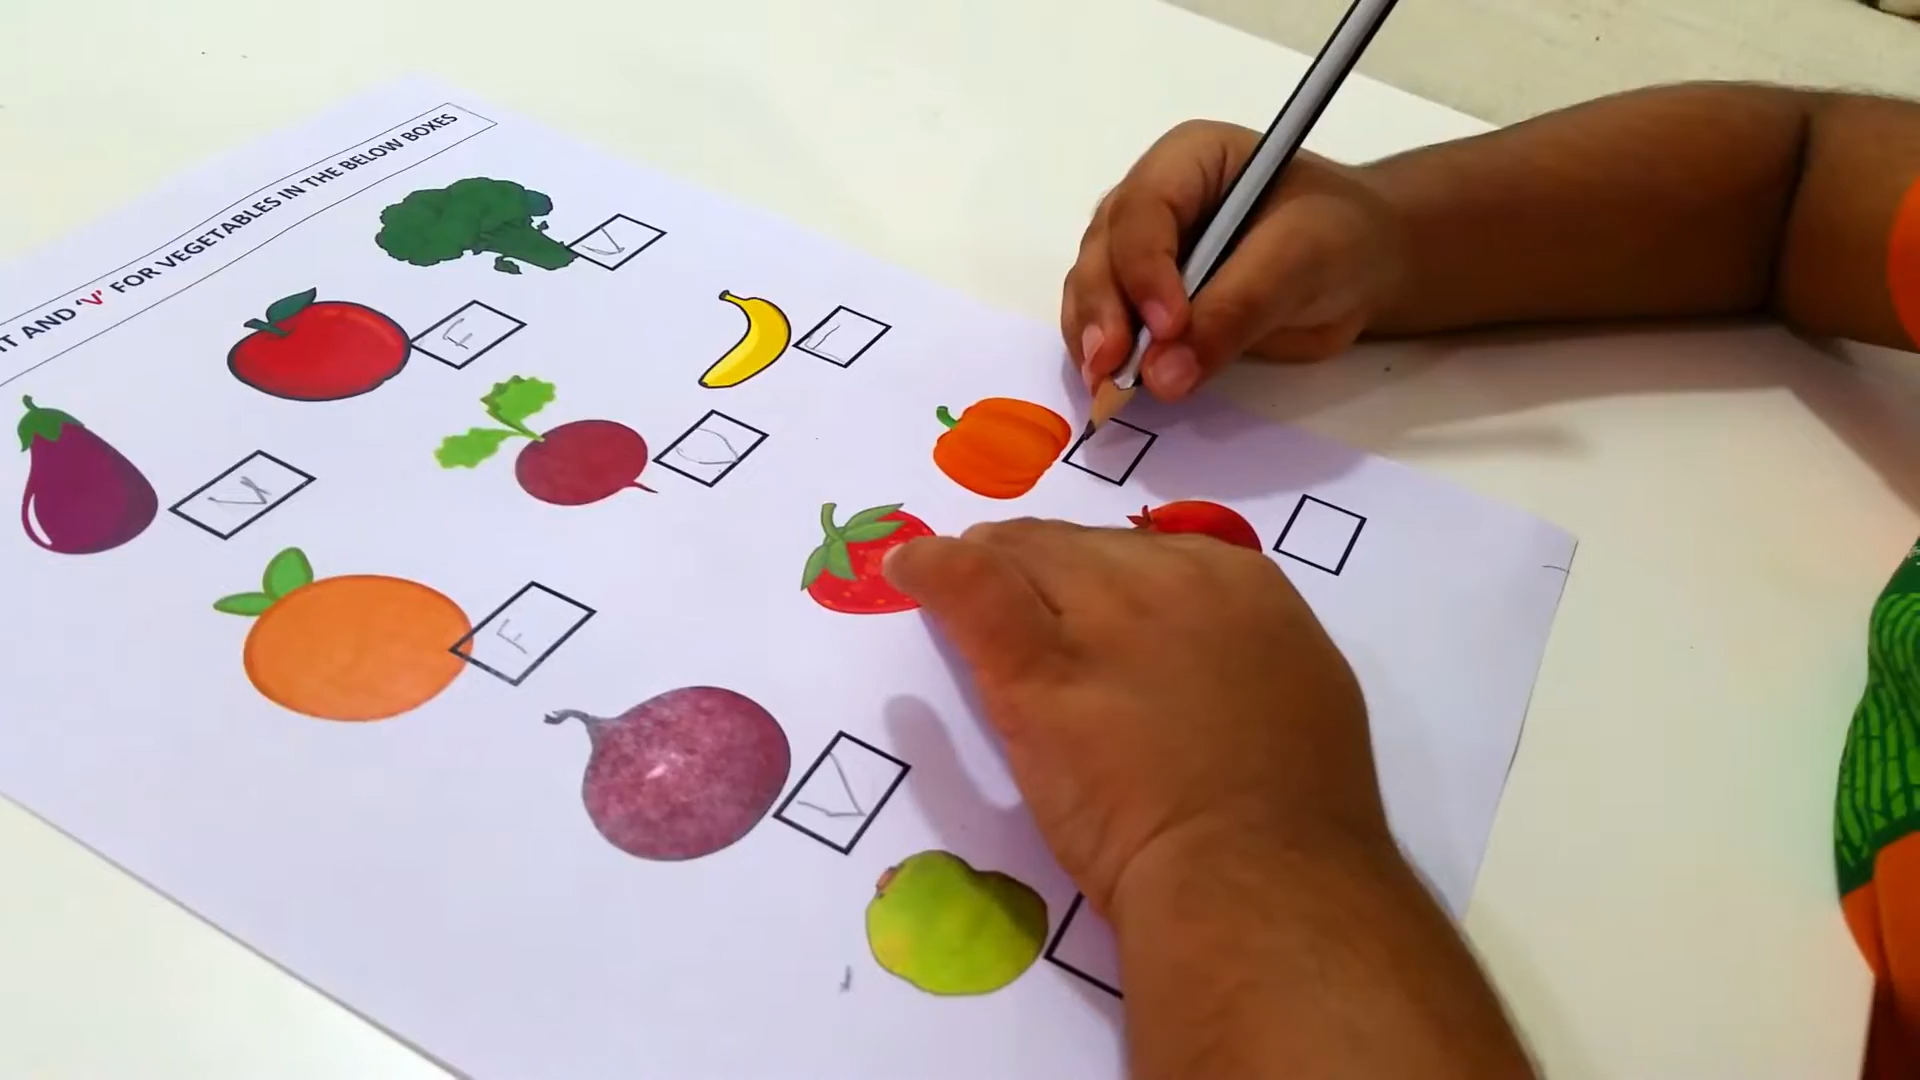 AND 'V' FOR VEGETABLES IN THE BELOW BOXES
V
F
V
V
F
V